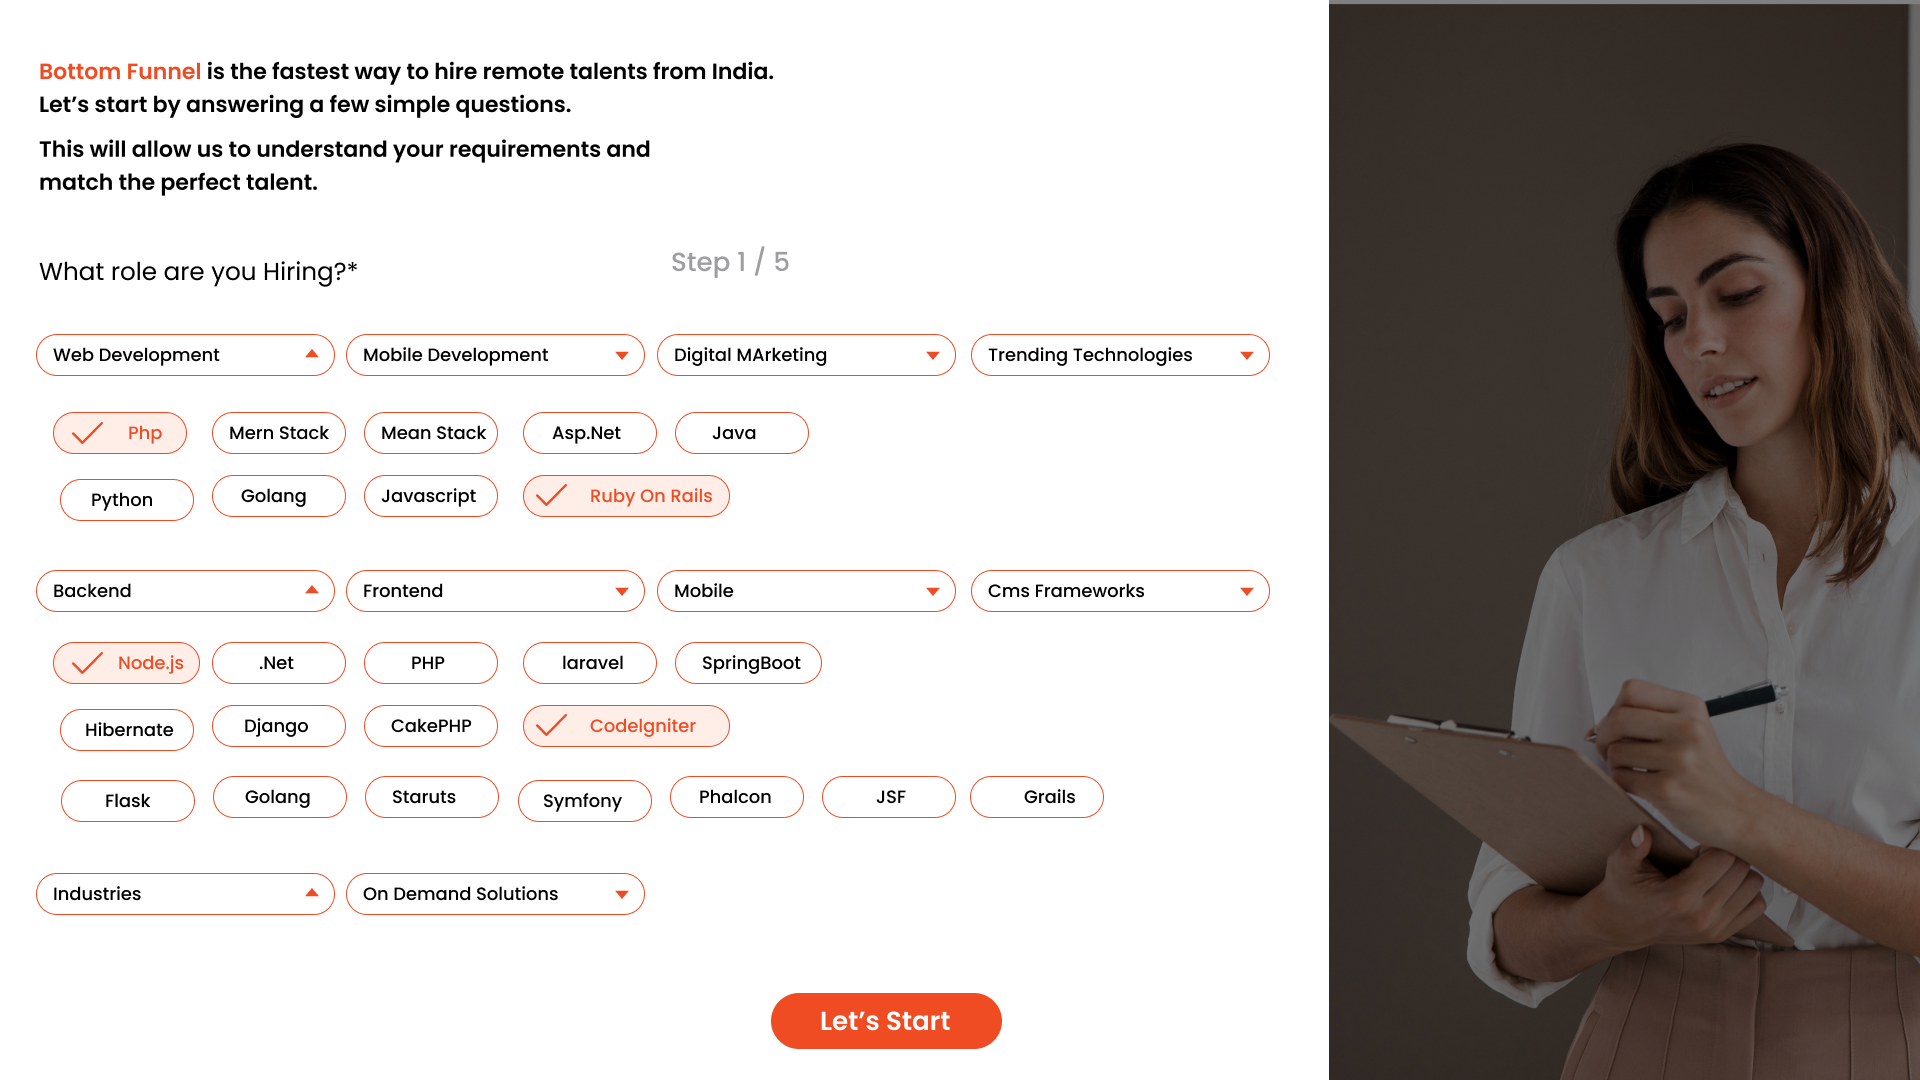 Bottom Funnel is the fastest way to hire remote talents from India.
Let’s start by answering a few simple questions.
This will allow us to understand your requirements and
match the perfect talent.
What role are you Hiring?*
Step 1 / 5
Web Development
Mobile Development
Digital MArketing
Trending Technologies
Php
Mern Stack
Mean Stack
Asp.Net
Java
Python
Golang
Javascript
Ruby On Rails
Backend
Frontend
Mobile
Cms Frameworks
Node.js
.Net
PHP
laravel
SpringBoot
Hibernate
Django
CakePHP
CodeIgniter
Flask
Golang
Staruts
Symfony
Phalcon
JSF
Grails
Industries
On Demand Solutions
Let’s Start